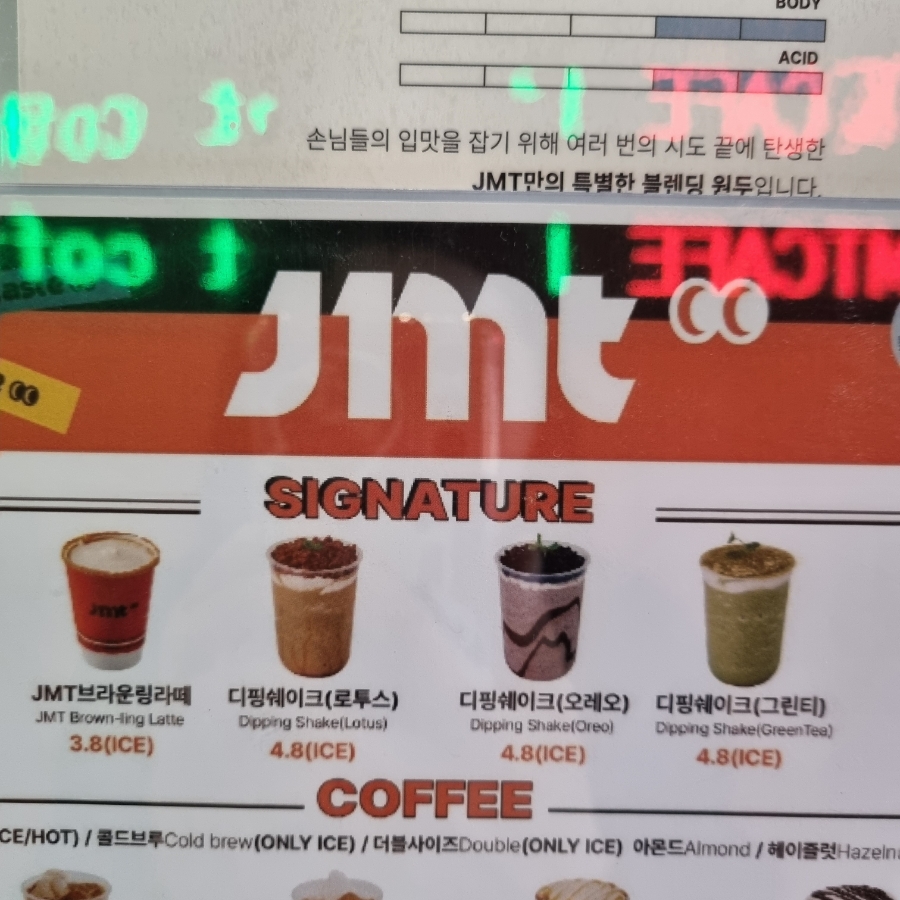 BODY
ACID
손님들의 입맛을 잡기 위해 여러 번의 시도 끝에 탄생한
JMT만의 특별한 블렌딩 원두입니다.
JMTCAFE
Jmt
SIGNATURE
Jmt
JMT브라운링라떼 디핑쉐이크(로투스) 디핑쉐이크(오레오) 디핑쉐이크(그린티)
JMT Brown-ling Latte Dipping Shake(Lotus) Dipping Shake(Oreo) Dipping Shake(GreenTea)
3.8(ICE) 4.8(ICE) 4.8(ICE) 4.8(ICE)
COFFEE
CE/HOT) / 콜드브루Cold brew(ONLY ICE) / 더블사이즈Double(ONLY ICE) 아몬드Almond / 헤이즐럿Hazeln